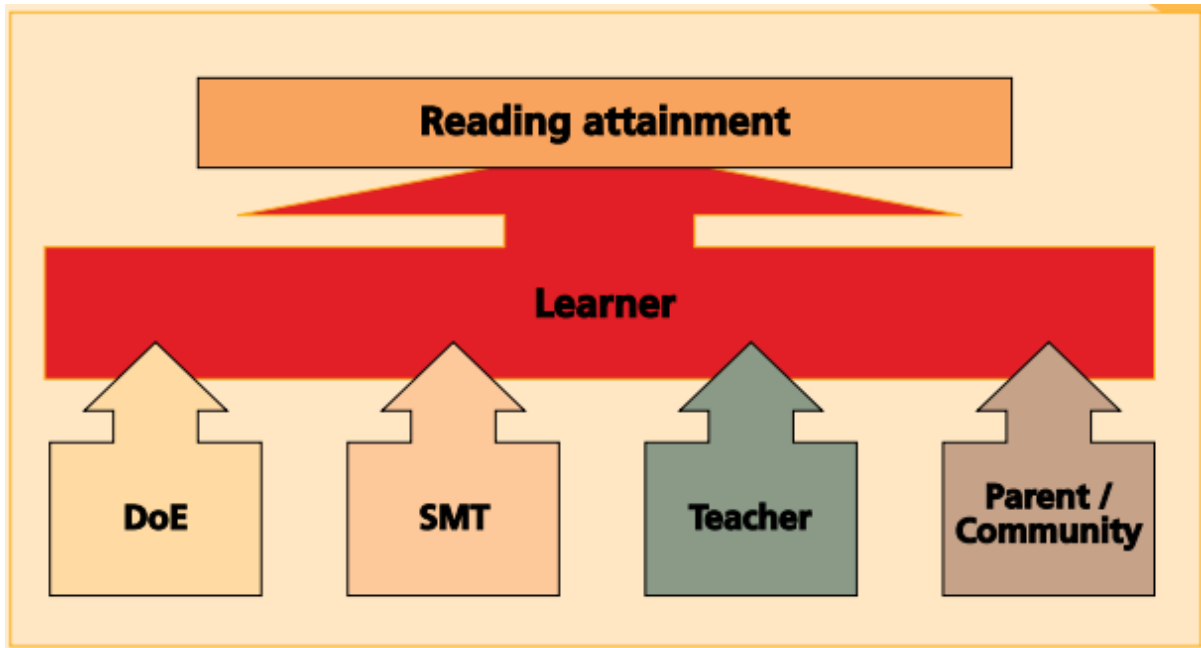 Reading attainment
Learner
DoE
SMT
Teacher
Parent /
Community